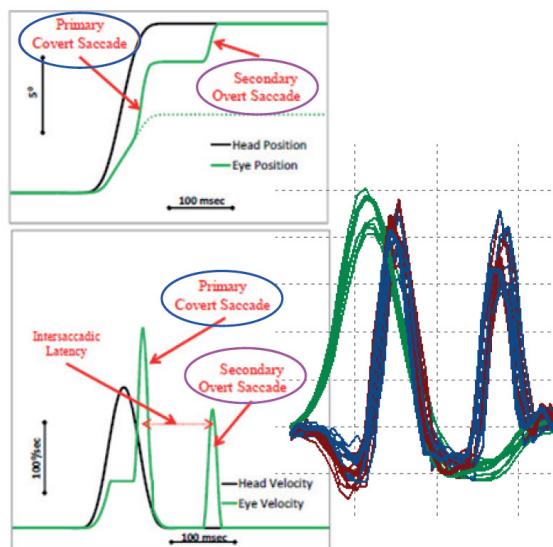 Primary
Covert Saccade
Secondary
Overt Saccade
5°
Head Position
Eye Position
100 msec
Primary
Covert Saccade
Intersaccadic
Latency
Secondary
Overt Saccade
100°/sec
Head Velocity
Eye Velocity
100 msec